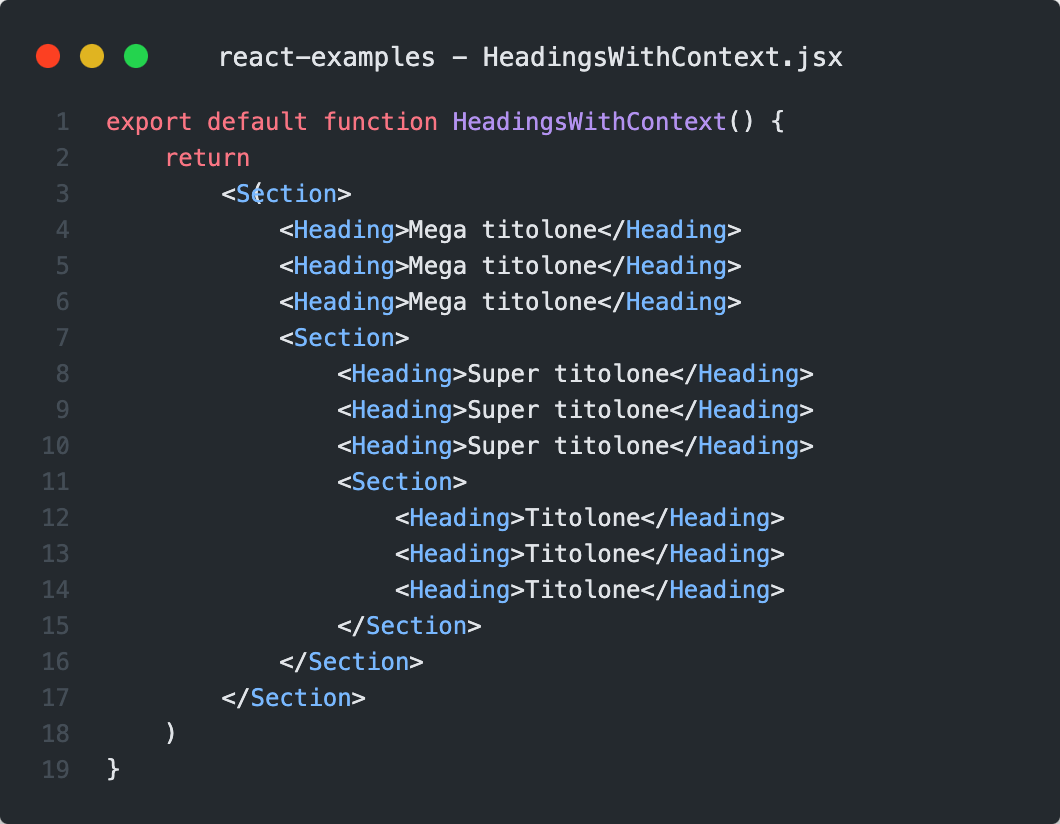 react-examples – HeadingsWithContext.jsx
1 export default function HeadingsWithContext() {
2     return
3         <Section> (
4             <Heading>Mega titolone</Heading>
5             <Heading>Mega titolone</Heading>
6             <Heading>Mega titolone</Heading>
7             <Section>
8                 <Heading>Super titolone</Heading>
9                 <Heading>Super titolone</Heading>
10                 <Heading>Super titolone</Heading>
11                 <Section>
12                     <Heading>Titolone</Heading>
13                     <Heading>Titolone</Heading>
14                     <Heading>Titolone</Heading>
15                 </Section>
16             </Section>
17         </Section>
18     )
19 }